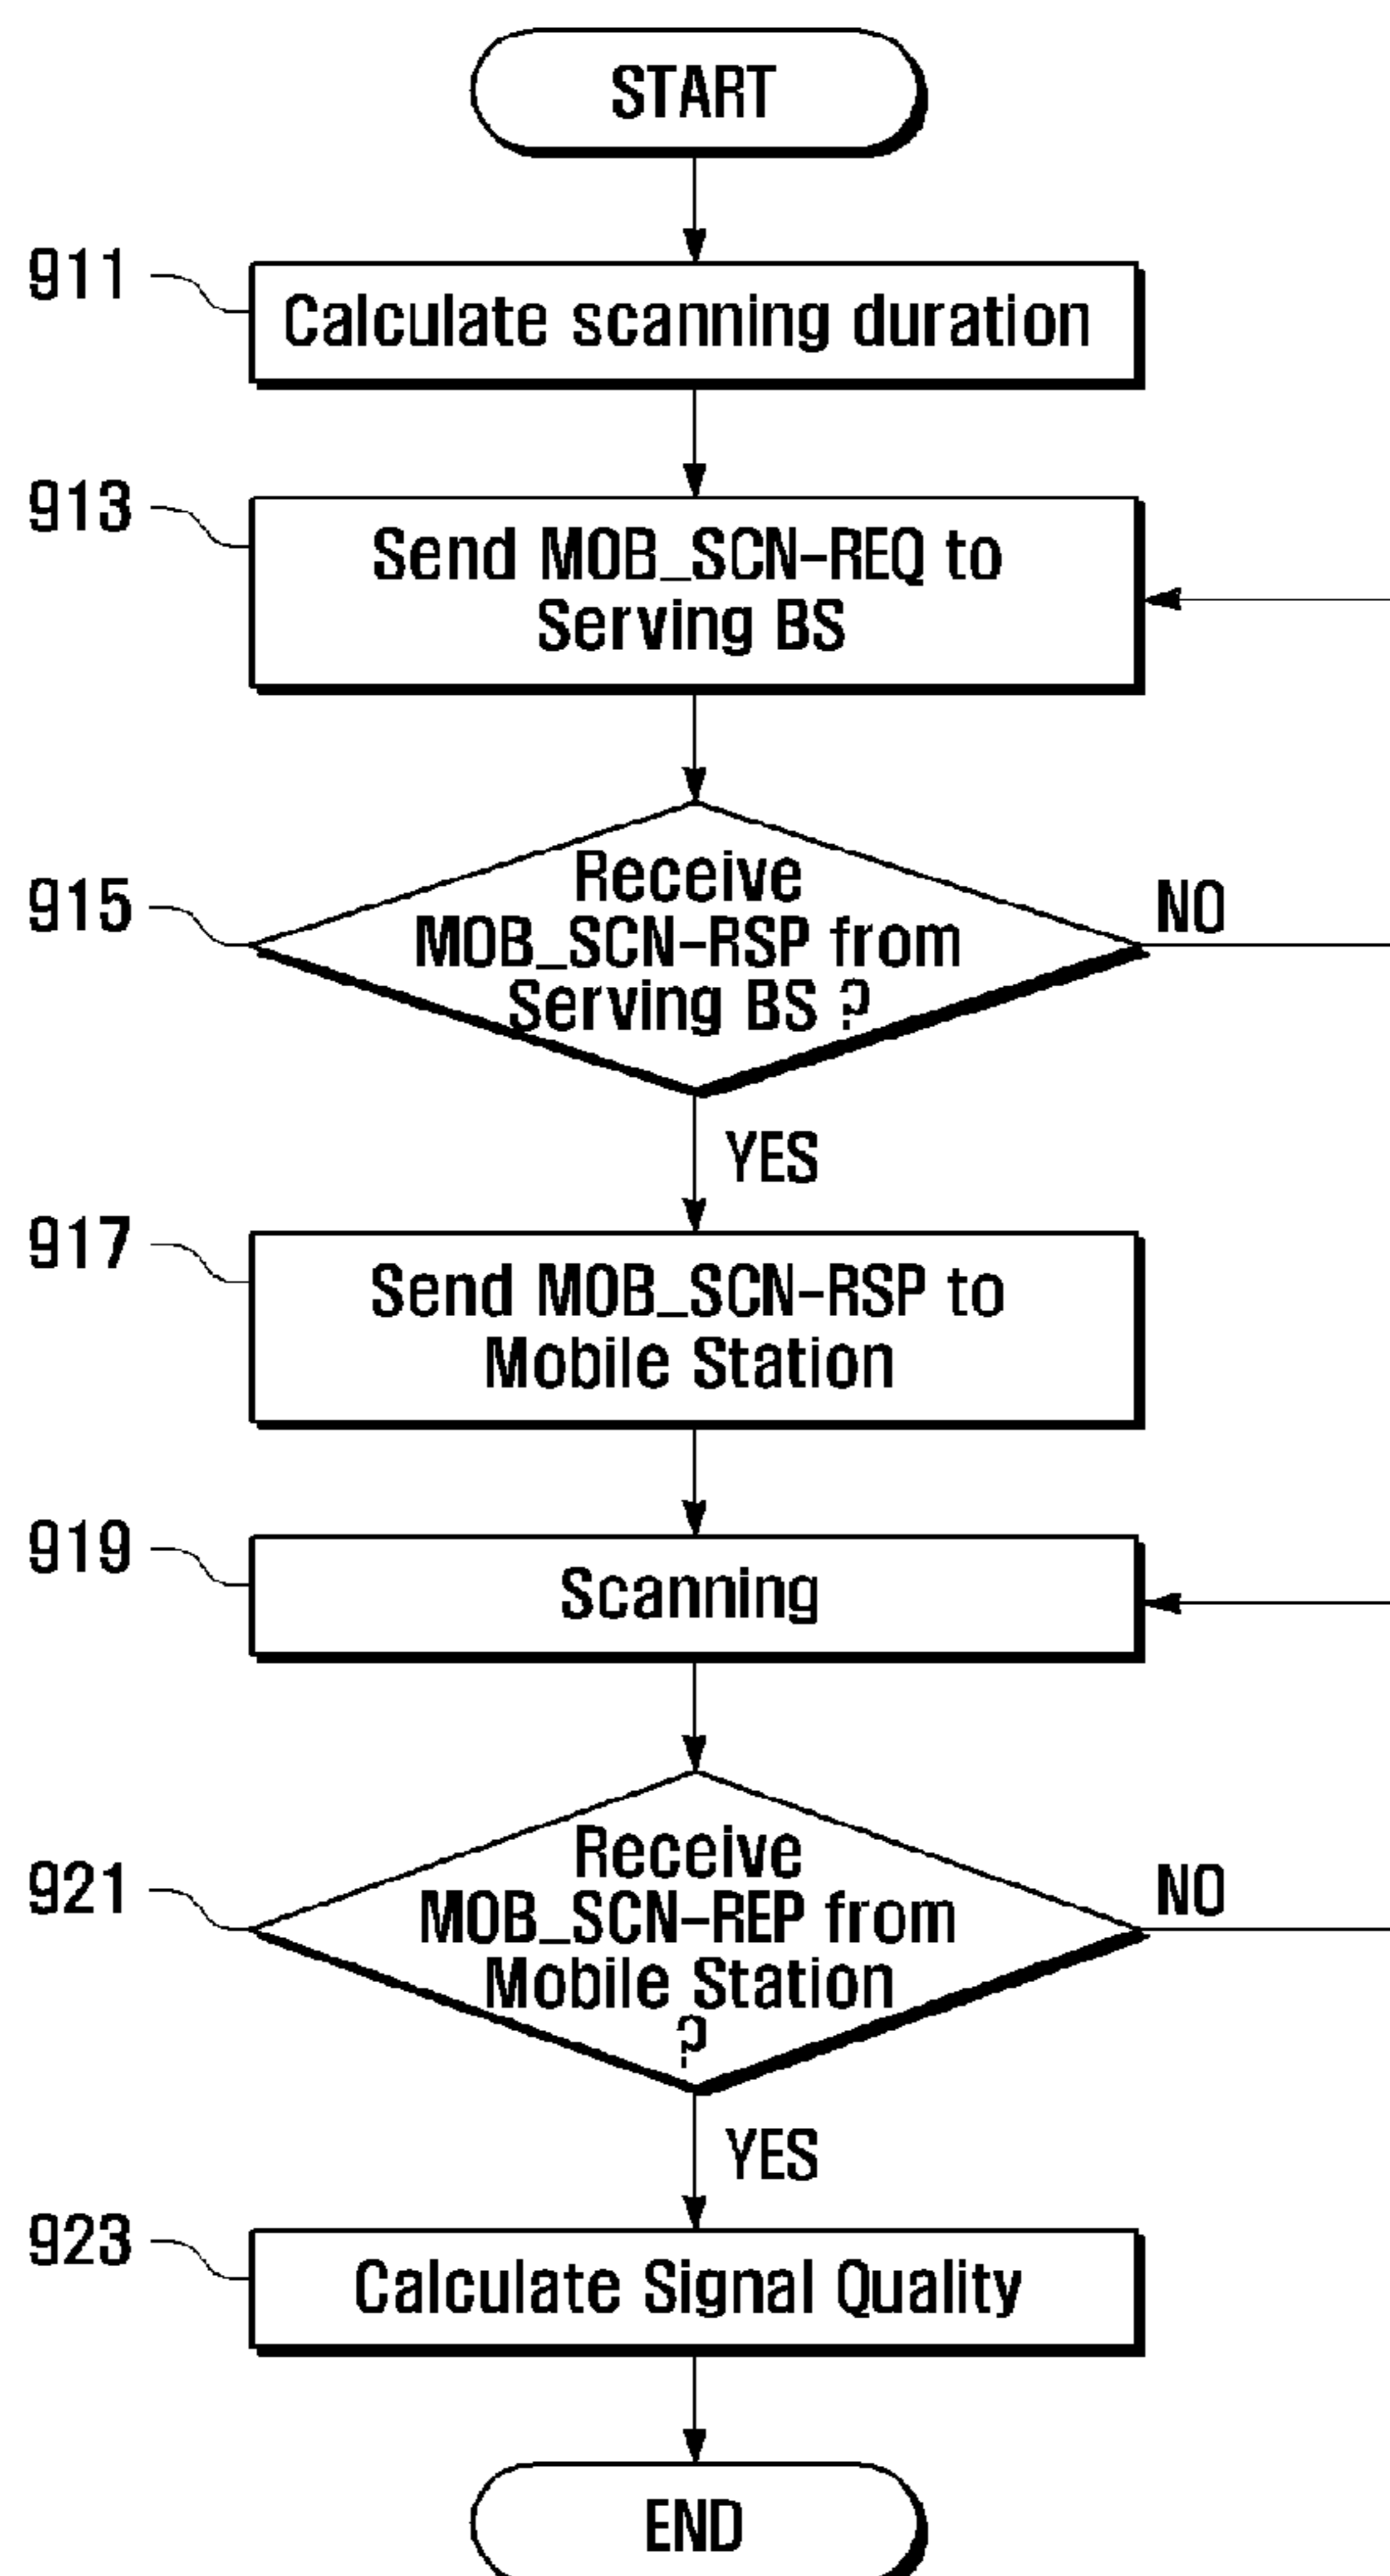 START
911
Calculate scanning duration
913
Send MOB_SCN-REQ to
Serving BS
915
Receive
MOB_SCN-RSP from
Serving BS ?
NO
YES
917
Send MOB_SCN-RSP to
Mobile Station
919
Scanning
921
Receive
MOB_SCN-REP from
Mobile Station
?
NO
YES
923
Calculate Signal Quality
END